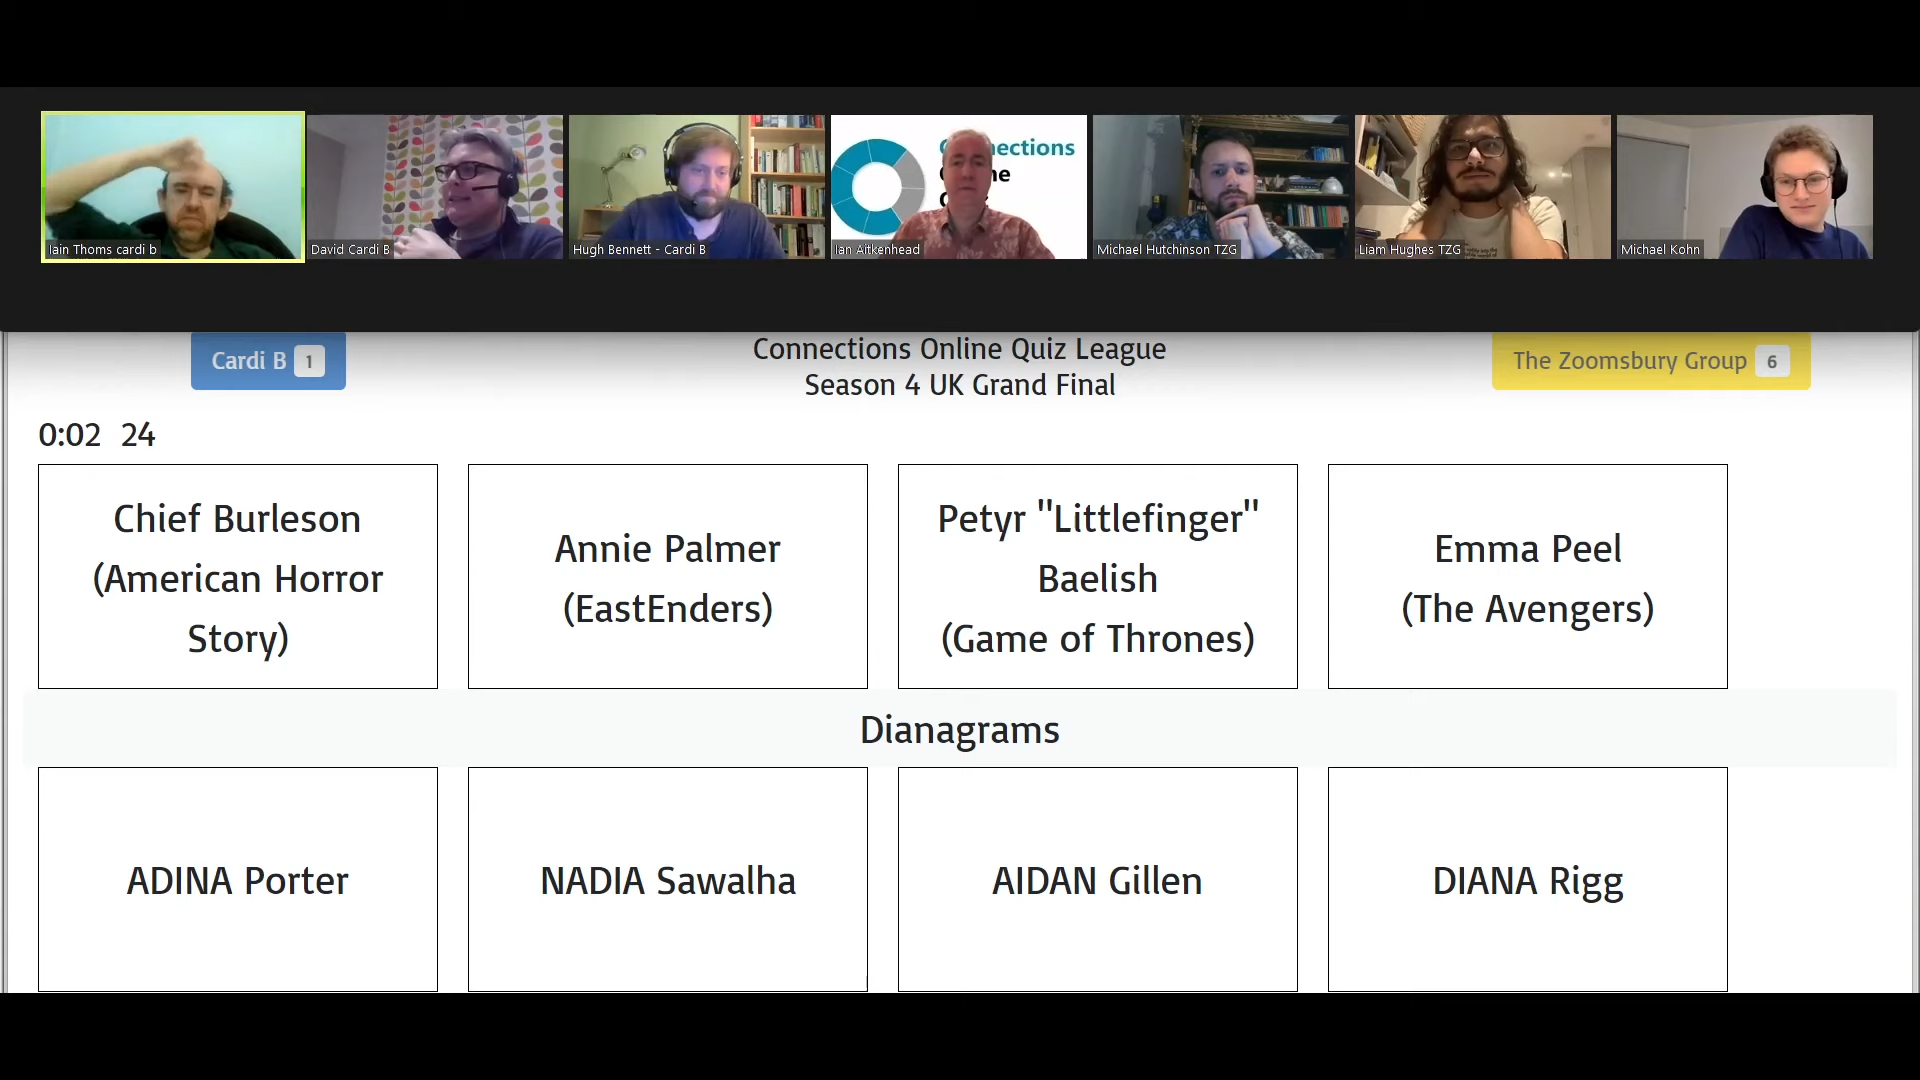 Connections
Iain Thoms cardi b
David Cardi B
Hugh Bennett - Cardi B
Ian Aitkenhead
Michael Hutchinson TZG
Liam Hughes TZG
Michael Kohn
Cardi B 1
Connections Online Quiz League
Season 4 UK Grand Final
The Zoomsbury Group 6
0:02 24
Chief Burleson
(American Horror
Story)
Annie Palmer
(EastEnders)
Petyr "Littlefinger"
Baelish
(Game of Thrones)
Emma Peel
(The Avengers)
Dianagrams
ADINA Porter
NADIA Sawalha
AIDAN Gillen
DIANA Rigg